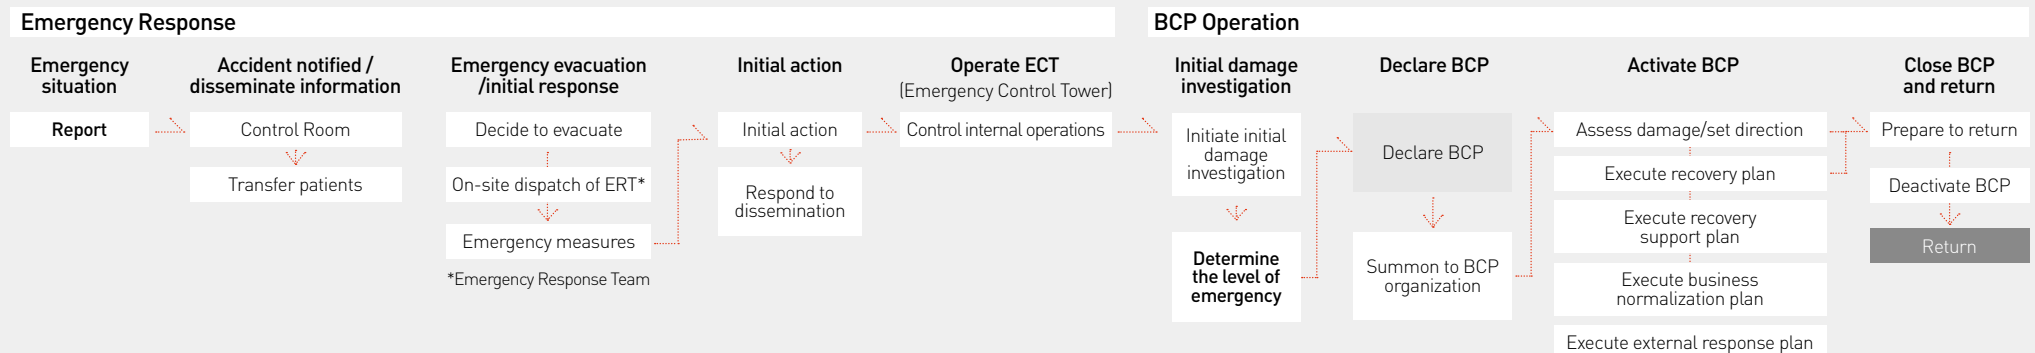 Emergency Response
Emergency
situation
Report
Accident notified /
disseminate information
Control Room
Transfer patients
Emergency evacuation
/initial response
Decide to evacuate
On-site dispatch of ERT*
Emergency measures
*Emergency Response Team
Initial action
Initial action
Respond to
dissemination
Operate ECT
(Emergency Control Tower)
Control internal operations
BCP Operation
Initial damage
investigation
Initiate initial
damage
investigation
Determine
the level of
emergency
Declare BCP
Declare BCP
Summon to BCP
organization
Activate BCP
Assess damage/set direction
Execute recovery plan
Execute recovery
support plan
Execute business
normalization plan
Execute external response plan
Close BCP
and return
Prepare to return
Deactivate BCP
Return